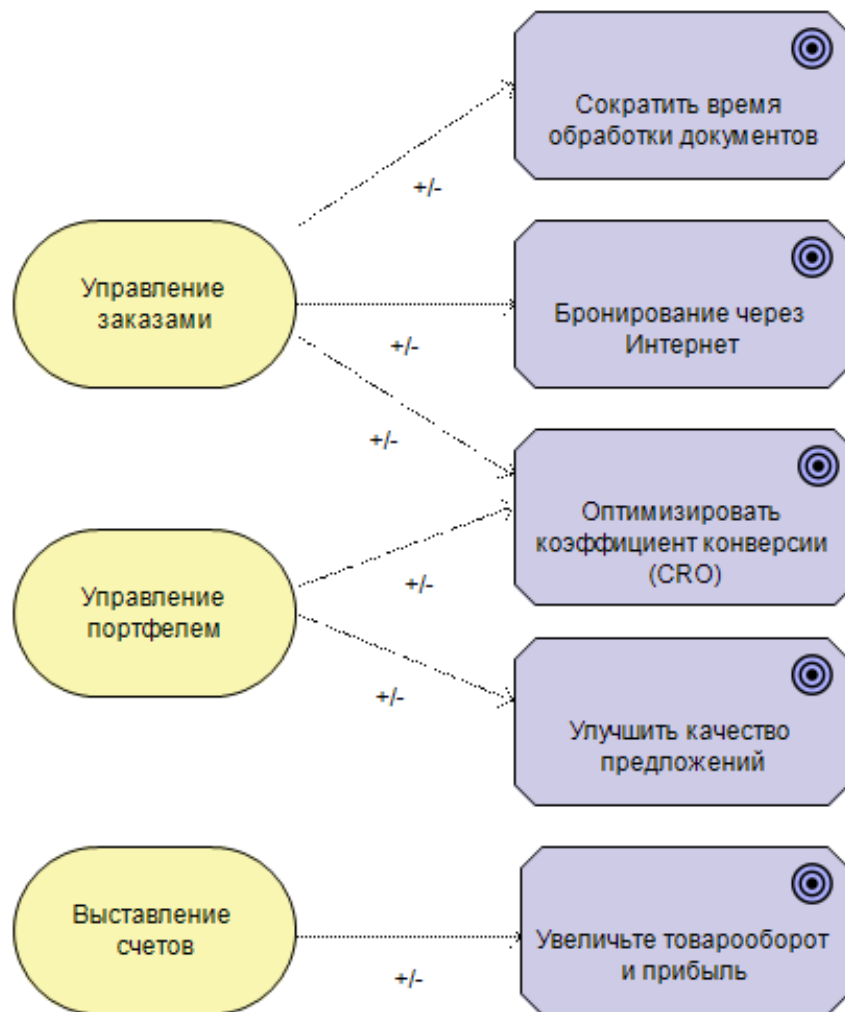 Сократить время
обработки документов
+/-
Управление
заказами
Бронирование через
Интернет
+/-
+/-
Оптимизировать
коэффициент конверсии
(CRO)
Управление
портфелем
+/-
+/-
Улучшить качество
предложений
Выставление
счетов
Увеличьте товарооборот
и прибыль
+/-